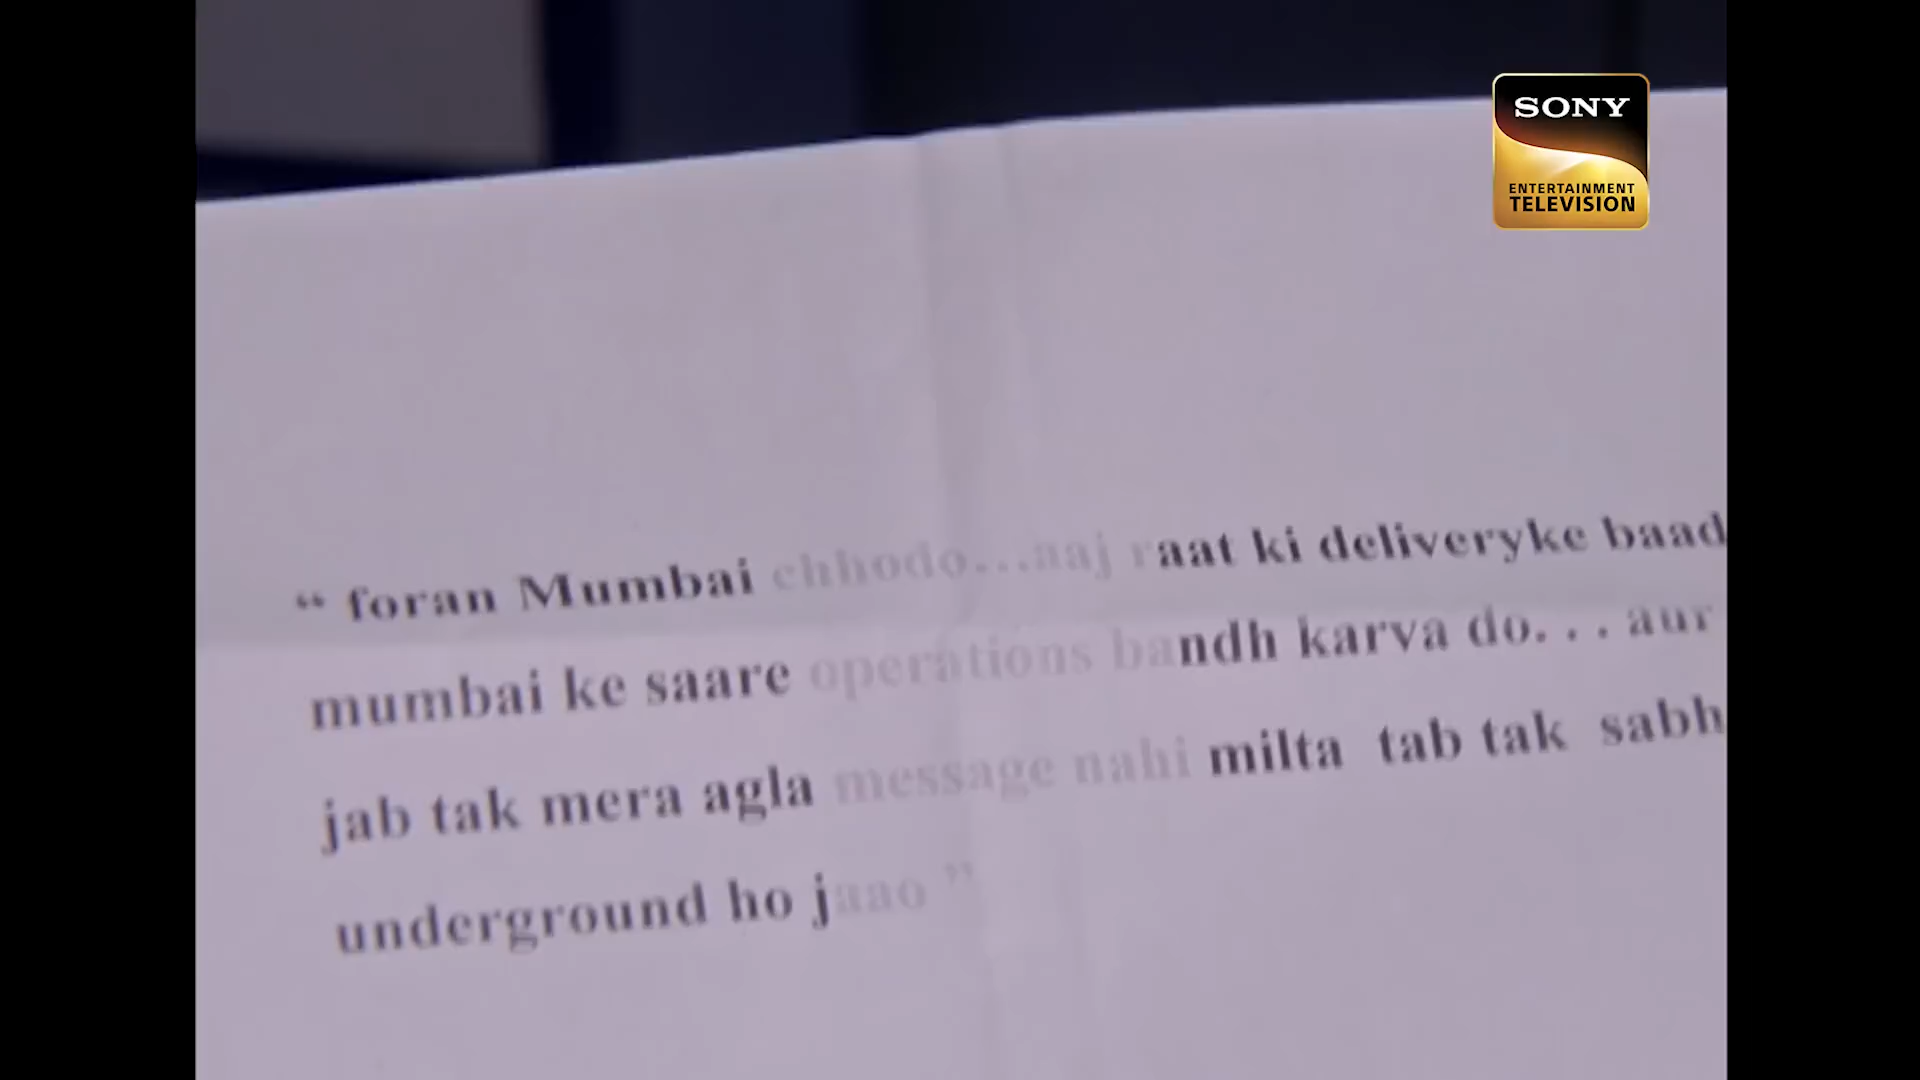 SONY
ENTERTAINMENT
TELEVISION
“ foran Mumbai chhodo...aaj raat ki deliveryke baad
mumbai ke saare operations bandh karva do. . . aur
jab tak mera agla message nahi milta tab tak sabh
underground ho jaao ”